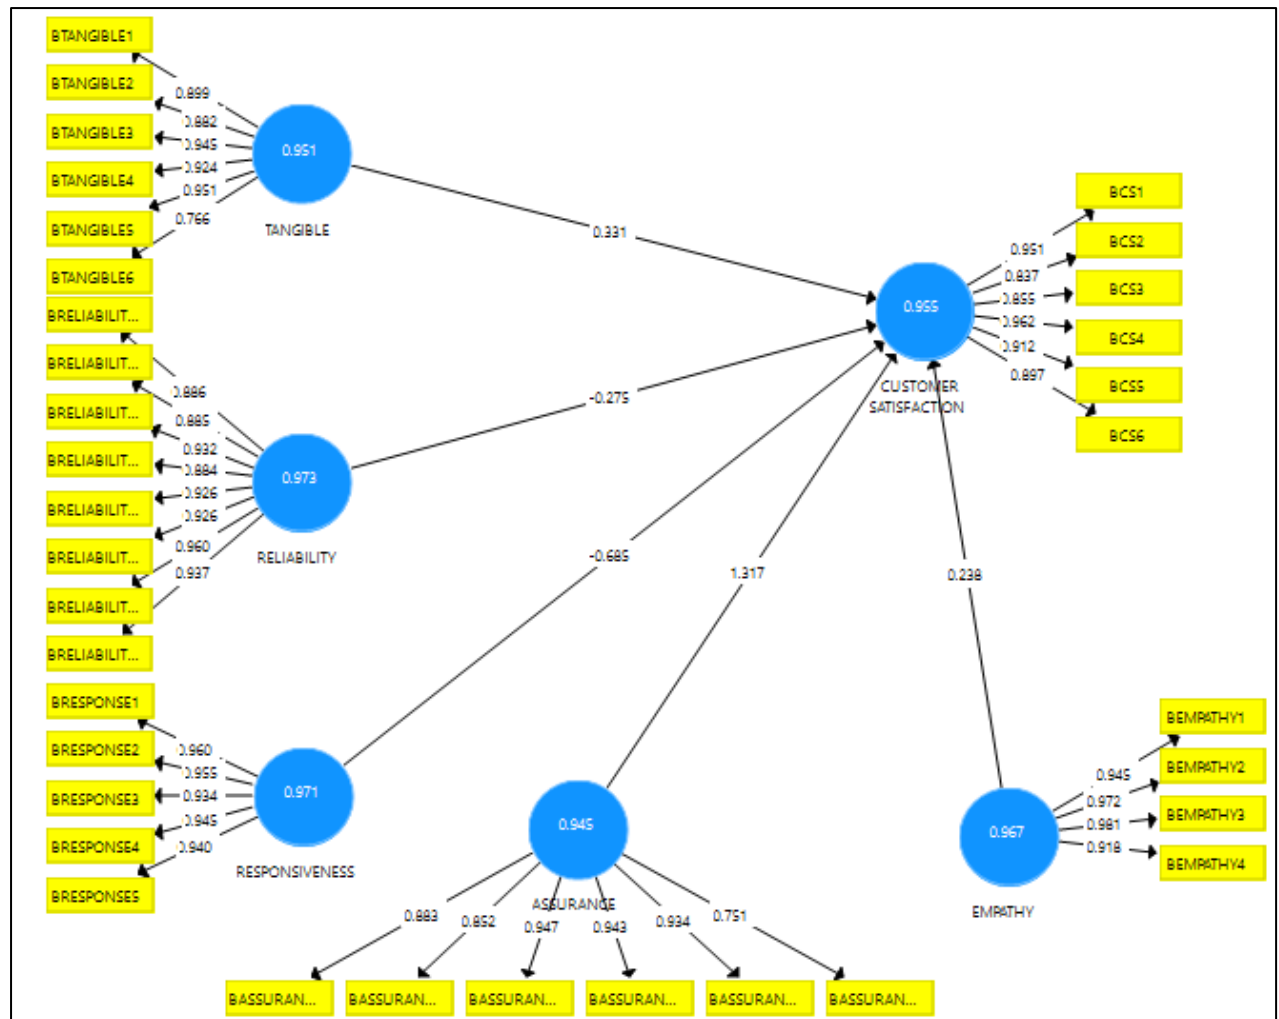 BTANGIBLE1
BTANGIBLE2
BTANGIBLE3
BTANGIBLE4
BTANGIBLE5
BTANGIBLE6
0.899
0.882
0.945
0.924
0.951
0.766
0.951
TANGIBLE
BRELIABILIT...
BRELIABILIT...
BRELIABILIT...
BRELIABILIT...
BRELIABILIT...
BRELIABILIT...
BRELIABILIT...
BRELIABILIT...
0.886
0.885
0.932
0.884
0.926
0.926
0.960
0.937
0.973
RELIABILITY
BRESPONSE1
BRESPONSE2
BRESPONSE3
BRESPONSE4
BRESPONSE5
0.960
0.955
0.934
0.945
0.940
0.971
RESPONSIVENESS
0.331
-0.275
-0.685
1.317
0.238
0.955
CUSTOMER
SATISFACTION
0.951
0.837
0.855
0.962
0.912
0.897
BCS1
BCS2
BCS3
BCS4
BCS5
BCS6
0.945
ASSURANCE
0.883
0.852
0.947
0.943
0.934
0.751
BASSURAN...
BASSURAN...
BASSURAN...
BASSURAN...
BASSURAN...
BASSURAN...
0.967
EMPATHY
0.945
0.972
0.981
0.918
BEMPATHY1
BEMPATHY2
BEMPATHY3
BEMPATHY4